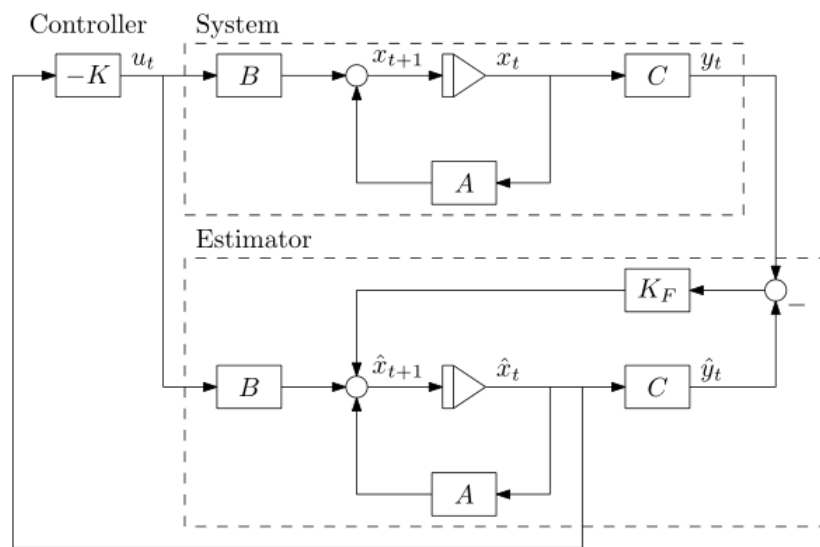 Controller
System
−K
u_t
B
x_{t+1}
x_t
C
y_t
A
Estimator
K_F
−
B
x̂_{t+1}
x̂_t
C
ŷ_t
A